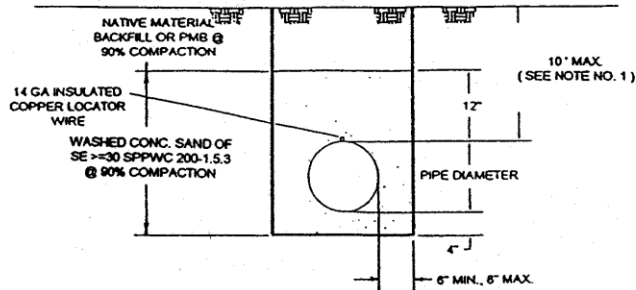 NATIVE MATERIAL
BACKFILL OR PMB @
90% COMPACTION
10' MAX.
( SEE NOTE NO. 1 )
14 GA INSULATED
COPPER LOCATOR
WIRE
12"
WASHED CONC. SAND OF
SE >=30 SPPWC 200-1.5.3
@ 90% COMPACTION
PIPE DIAMETER
4"
6" MIN., 8" MAX.